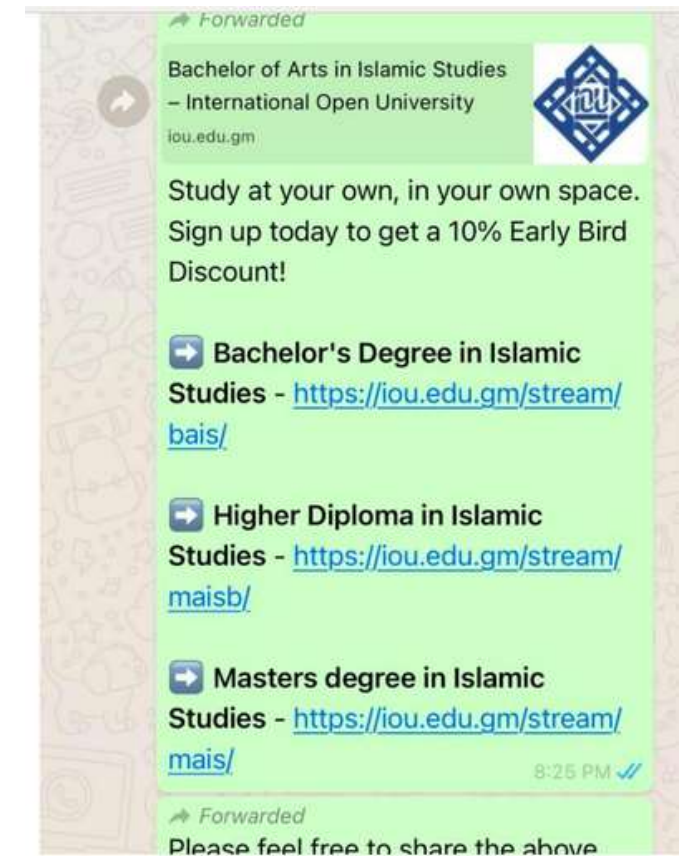 Forwarded
Bachelor of Arts in Islamic Studies
– International Open University
iou.edu.gm
iou
Study at your own, in your own space.
Sign up today to get a 10% Early Bird
Discount!
➡️ Bachelor's Degree in Islamic
Studies - https://iou.edu.gm/stream/
bais/
➡️ Higher Diploma in Islamic
Studies - https://iou.edu.gm/stream/
maisb/
➡️ Masters degree in Islamic
Studies - https://iou.edu.gm/stream/
mais/
8:25 PM
Forwarded
Please feel free to share the above